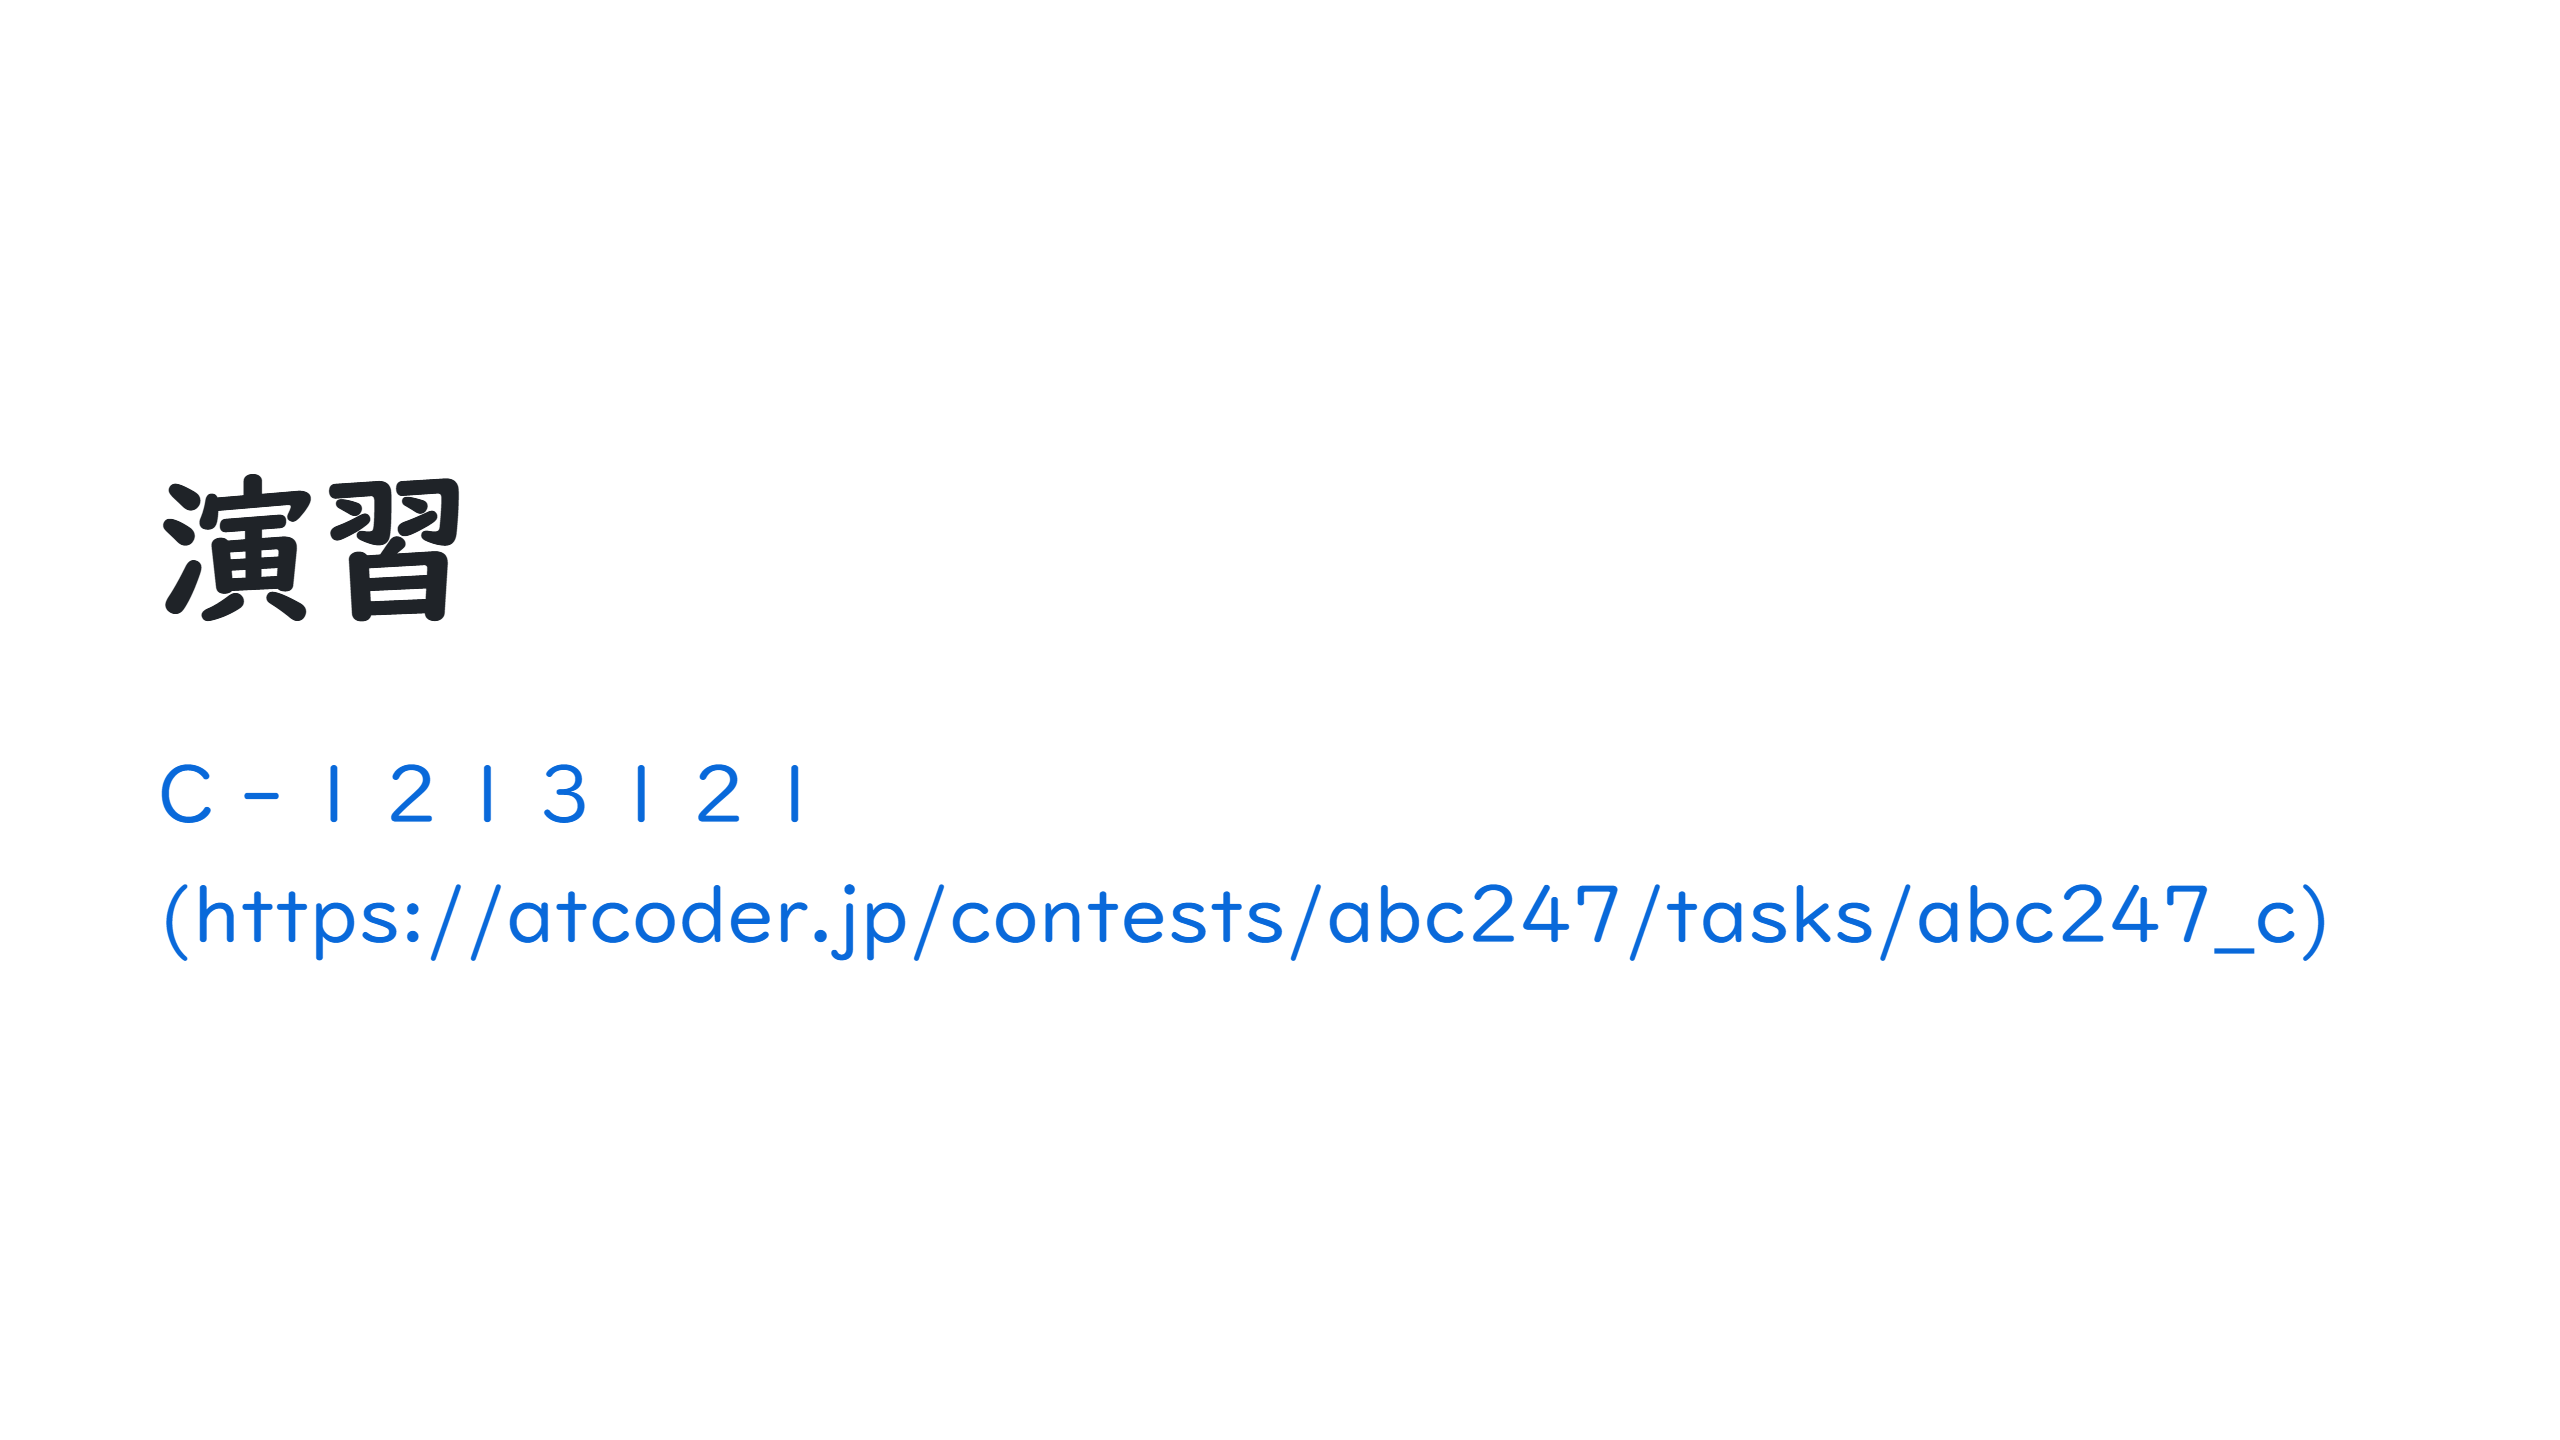 演習
C - 1 2 1 3 1 2 1
(https://atcoder.jp/contests/abc247/tasks/abc247_c)